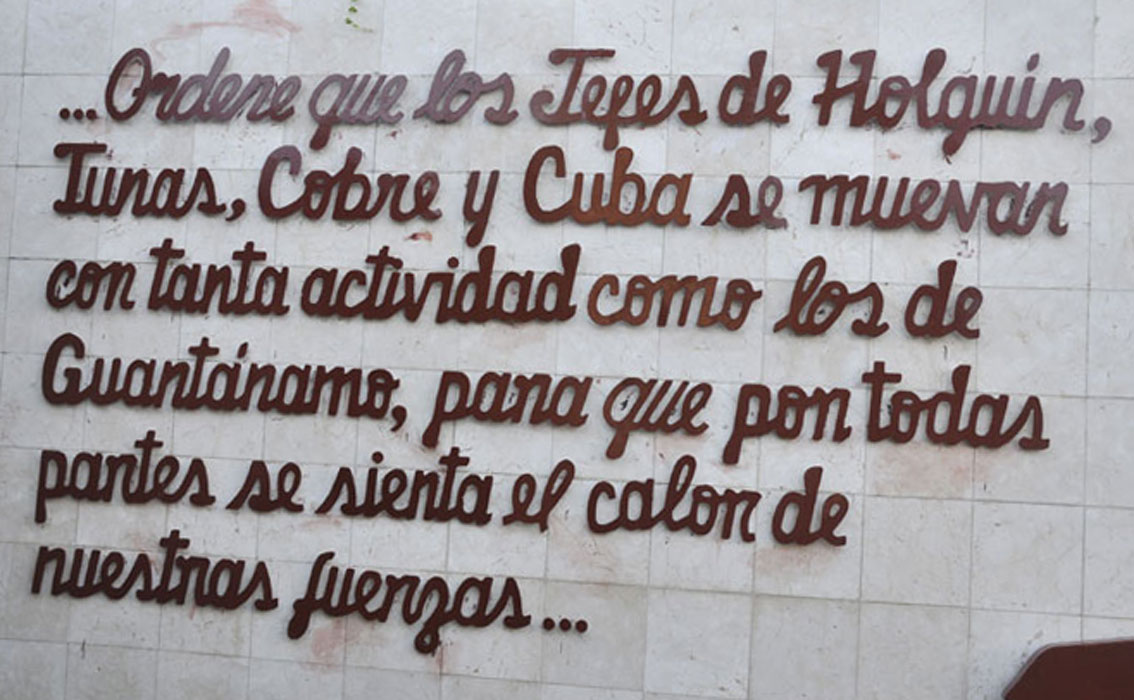 ...Ordene que los Jefes de Holguín,
Tunas, Cobre y Cuba se muevan
con tanta actividad como los de
Guantánamo, para que por todas
partes se sienta el calor de
nuestras fuerzas...